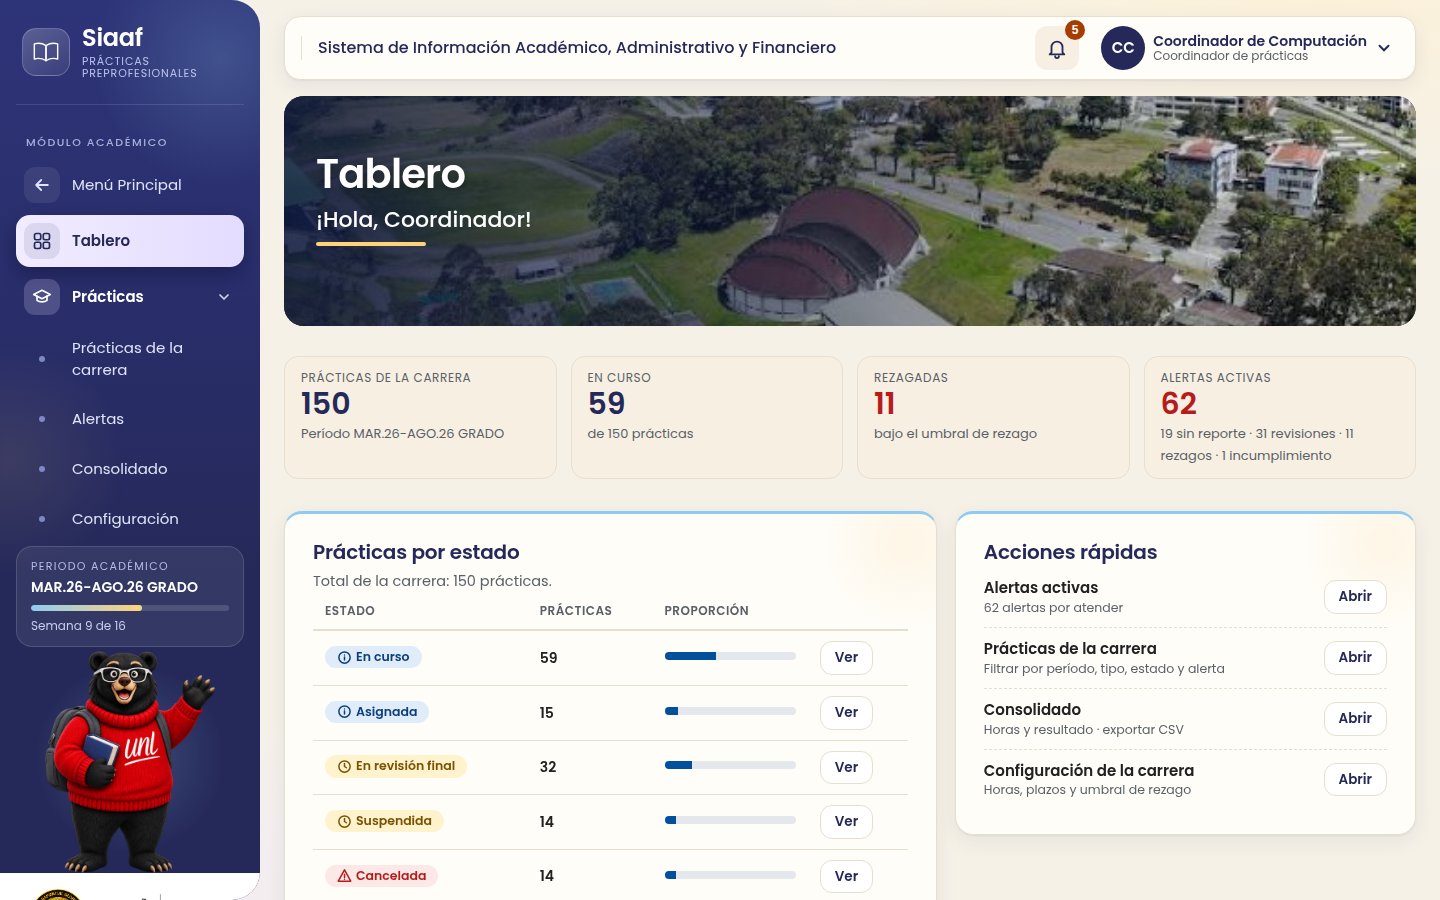 Siaaf
PRÁCTICAS
PREPROFESIONALES
MÓDULO ACADÉMICO
Menú Principal
Tablero
Prácticas
Prácticas de la
carrera
Alertas
Consolidado
Configuración
PERIODO ACADÉMICO
MAR.26-AGO.26 GRADO
Semana 9 de 16
unl
Sistema de Información Académico, Administrativo y Financiero
5
CC
Coordinador de Computación
Coordinador de prácticas
Tablero
¡Hola, Coordinador!
PRÁCTICAS DE LA CARRERA
150
Período MAR.26-AGO.26 GRADO
EN CURSO
59
de 150 prácticas
REZAGADAS
11
bajo el umbral de rezago
ALERTAS ACTIVAS
62
19 sin reporte · 31 revisiones · 11
rezagos · 1 incumplimiento
Prácticas por estado
Total de la carrera: 150 prácticas.
ESTADO PRÁCTICAS PROPORCIÓN
En curso 59 Ver
Asignada 15 Ver
En revisión final 32 Ver
Suspendida 14 Ver
Cancelada 14 Ver
Acciones rápidas
Alertas activas
62 alertas por atender
Abrir
Prácticas de la carrera
Filtrar por período, tipo, estado y alerta
Abrir
Consolidado
Horas y resultado · exportar CSV
Abrir
Configuración de la carrera
Horas, plazos y umbral de rezago
Abrir